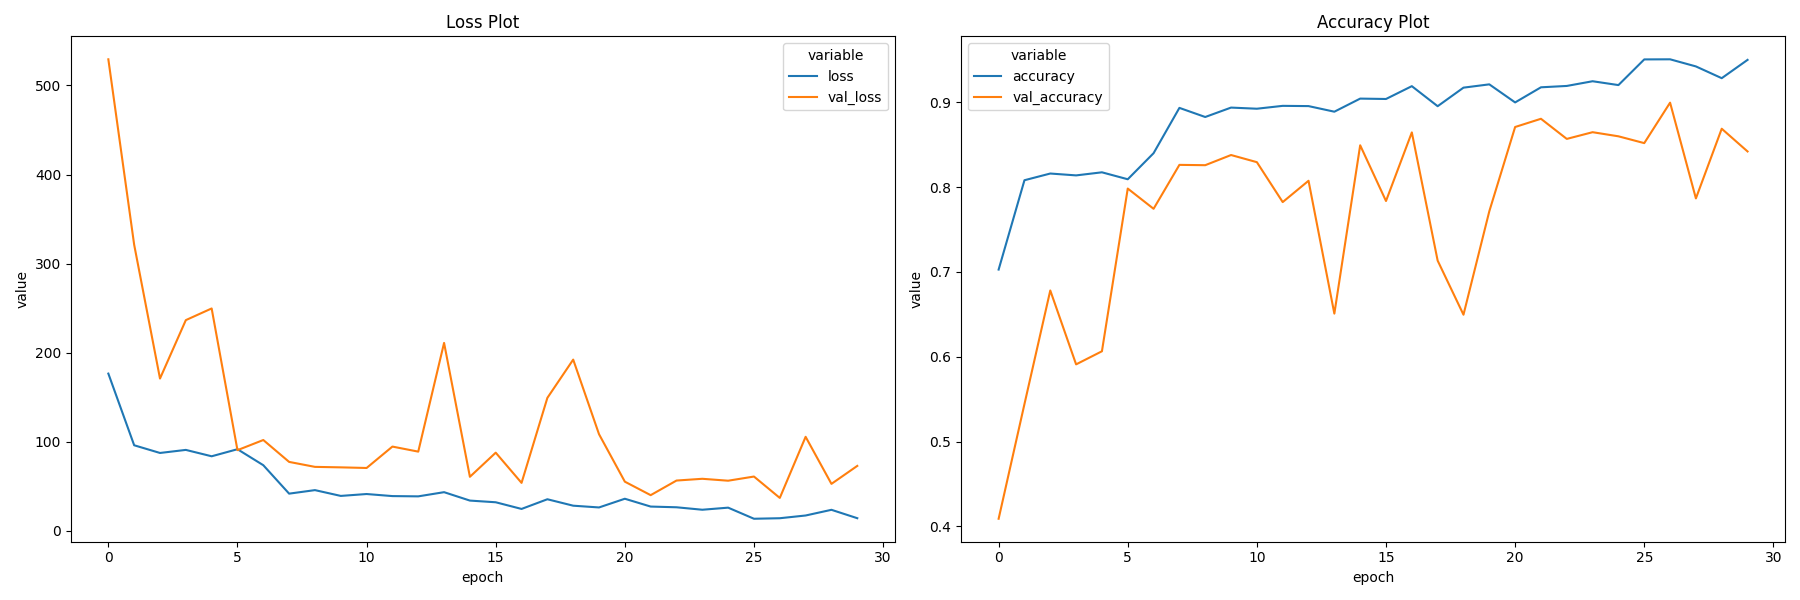 Loss Plot
variable
loss
val_loss
value
500
400
300
200
100
0
0 5 10 15 20 25 30
epoch
Accuracy Plot
variable
accuracy
val_accuracy
value
0.9
0.8
0.7
0.6
0.5
0.4
0 5 10 15 20 25 30
epoch